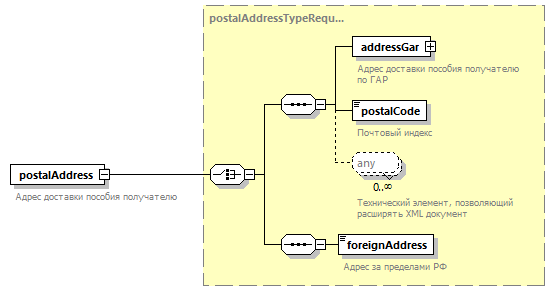 postalAddressTypeRequ...
addressGar
Адрес доставки пособия получателю
по ГАР
postalCode
Почтовый индекс
any
0..∞
Технический элемент, позволяющий
расширять XML документ
postalAddress
Адрес доставки пособия получателю
foreignAddress
Адрес за пределами РФ